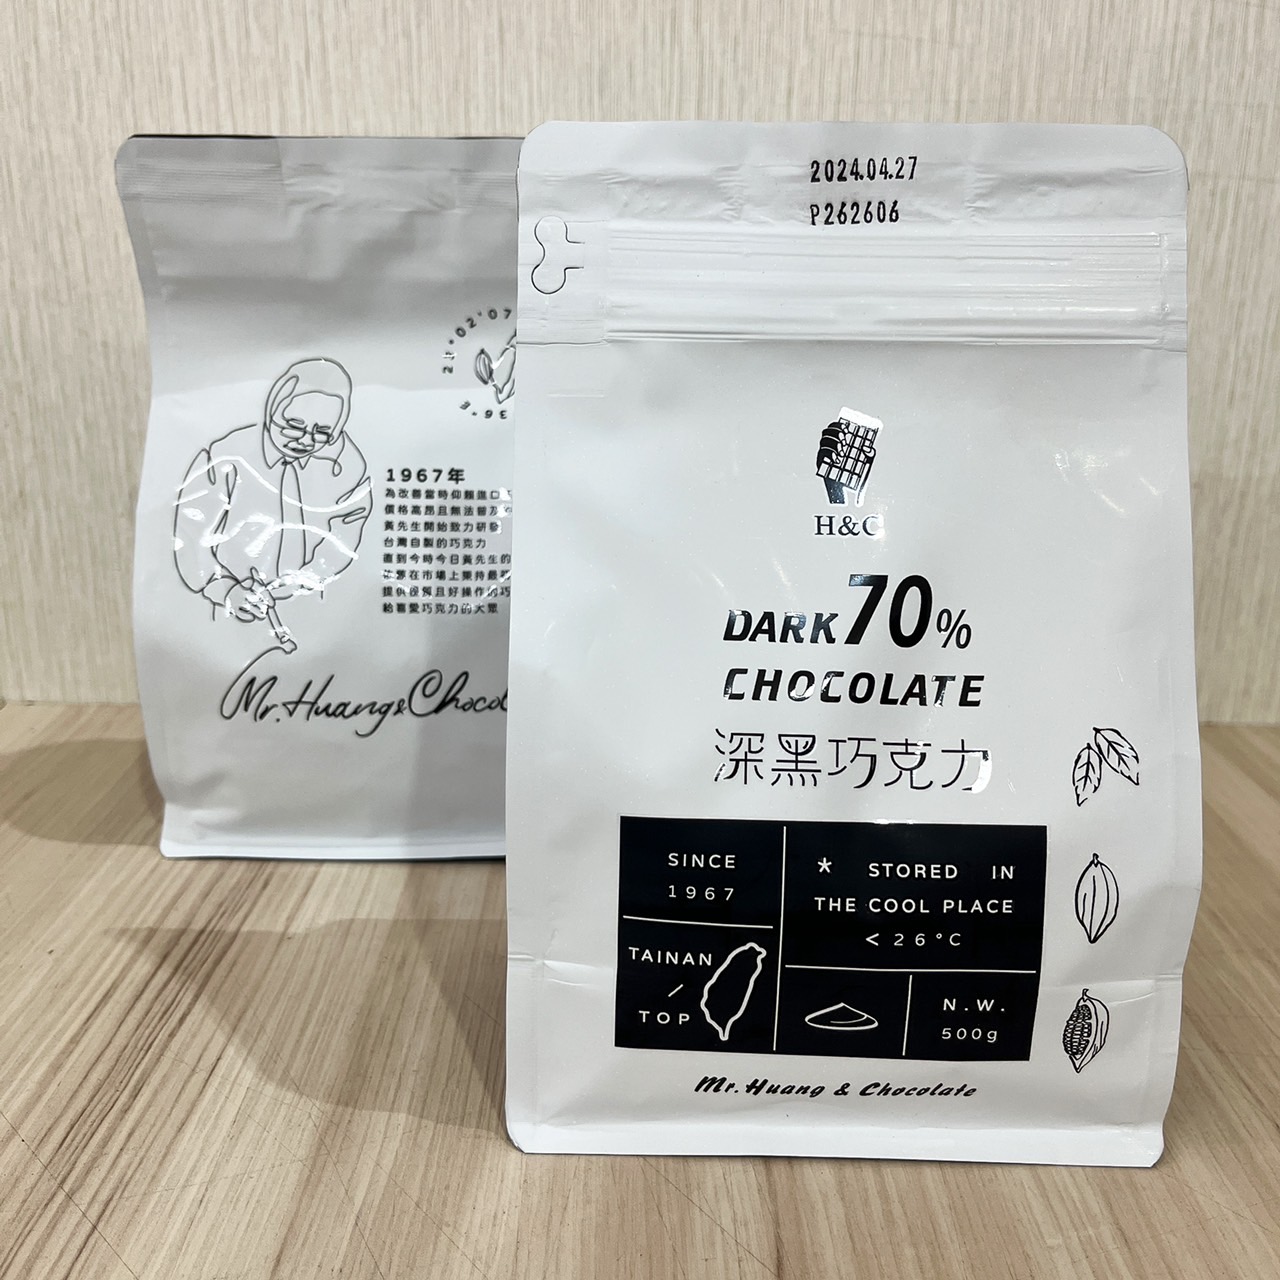 2024.04.27
P262606
H&C
DARK 70%
CHOCOLATE
深黑巧克力
SINCE
1967
* STORED IN
THE COOL PLACE
< 26°C
TAINAN
/
TOP
N.W.
500g
Mr. Huang & Chocolate
1967年
為改善當時仰賴進口
價格高昂且無法普及
黃先生開始致力研發
台灣自製的巧克力
直到今時今日黃先生的
在市場上秉持最
提供優質且好操作的巧
給喜愛巧克力的大眾
Mr. Huang & Chocol